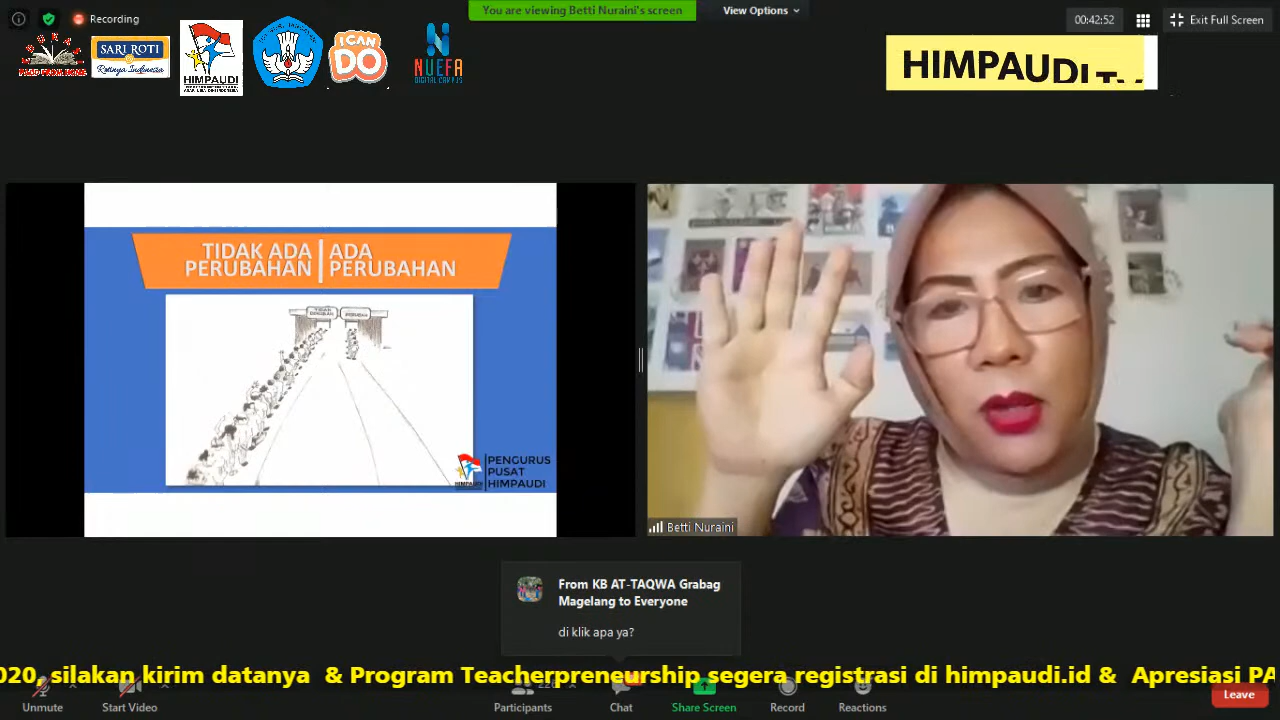 Recording
You are viewing Betti Nuraini's screen
View Options
00:42:52
Exit Full Screen
SARI ROTI
Rotinya Indonesia
HIMPAUDI
I CAN
DO
NUEFA
DIGITAL CAMPUS
HIMPAUDI
TIDAK ADA
PERUBAHAN
ADA
PERUBAHAN
PENGURUS
PUSAT
HIMPAUDI
HIMPAUDI
Betti Nuraini
From KB AT-TAQWA Grabag
Magelang to Everyone
di klik apa ya?
020, silakan kirim datanya & Program Teacherpreneurship segera registrasi di himpaudi.id & Apresiasi PA
Unmute
Start Video
Participants
Chat
Share Screen
Record
Reactions
Leave